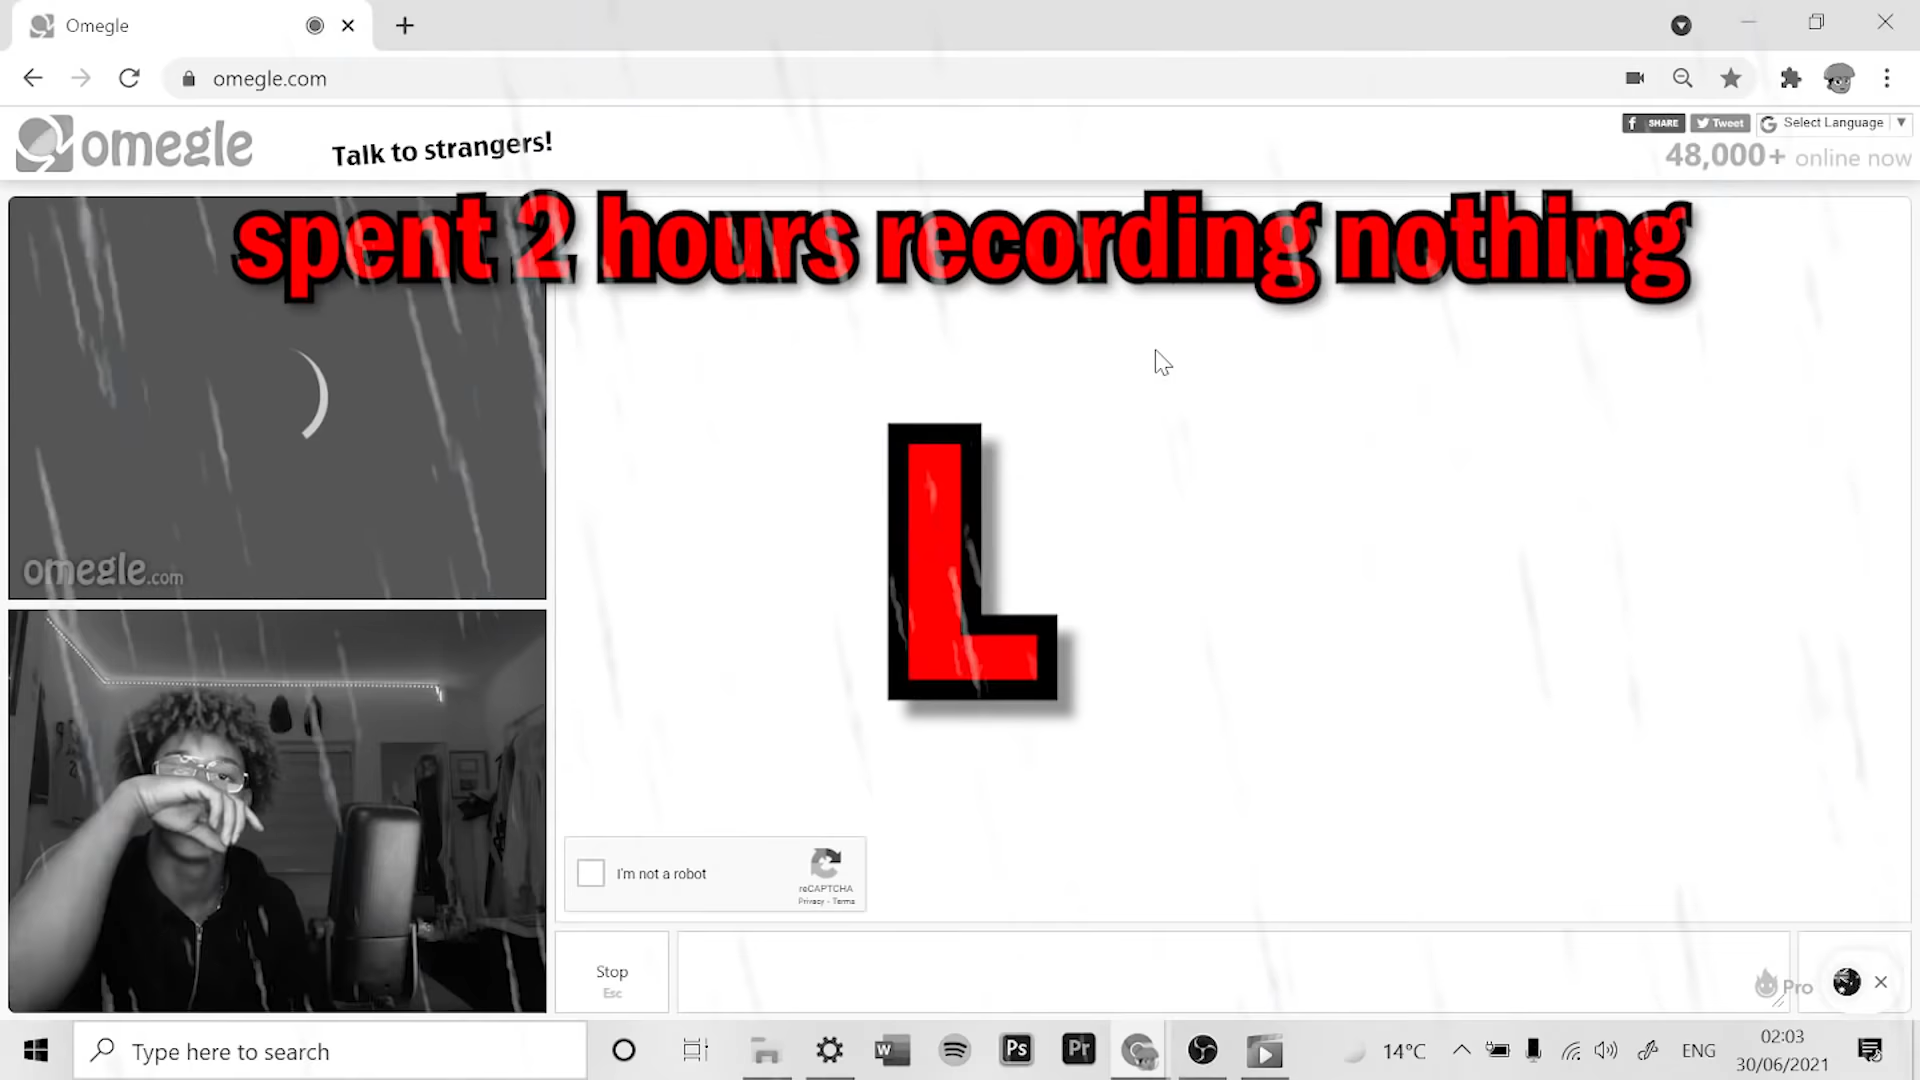 Omegle
omegle.com
omegle
Talk to strangers!
SHARE
Tweet
Select Language
48,000+ online now
spent 2 hours recording nothing
L
omegle.com
I'm not a robot
reCAPTCHA
Privacy - Terms
Stop
Esc
Pro
Type here to search
W
Ps
Pr
14°C
ENG
02:03
30/06/2021